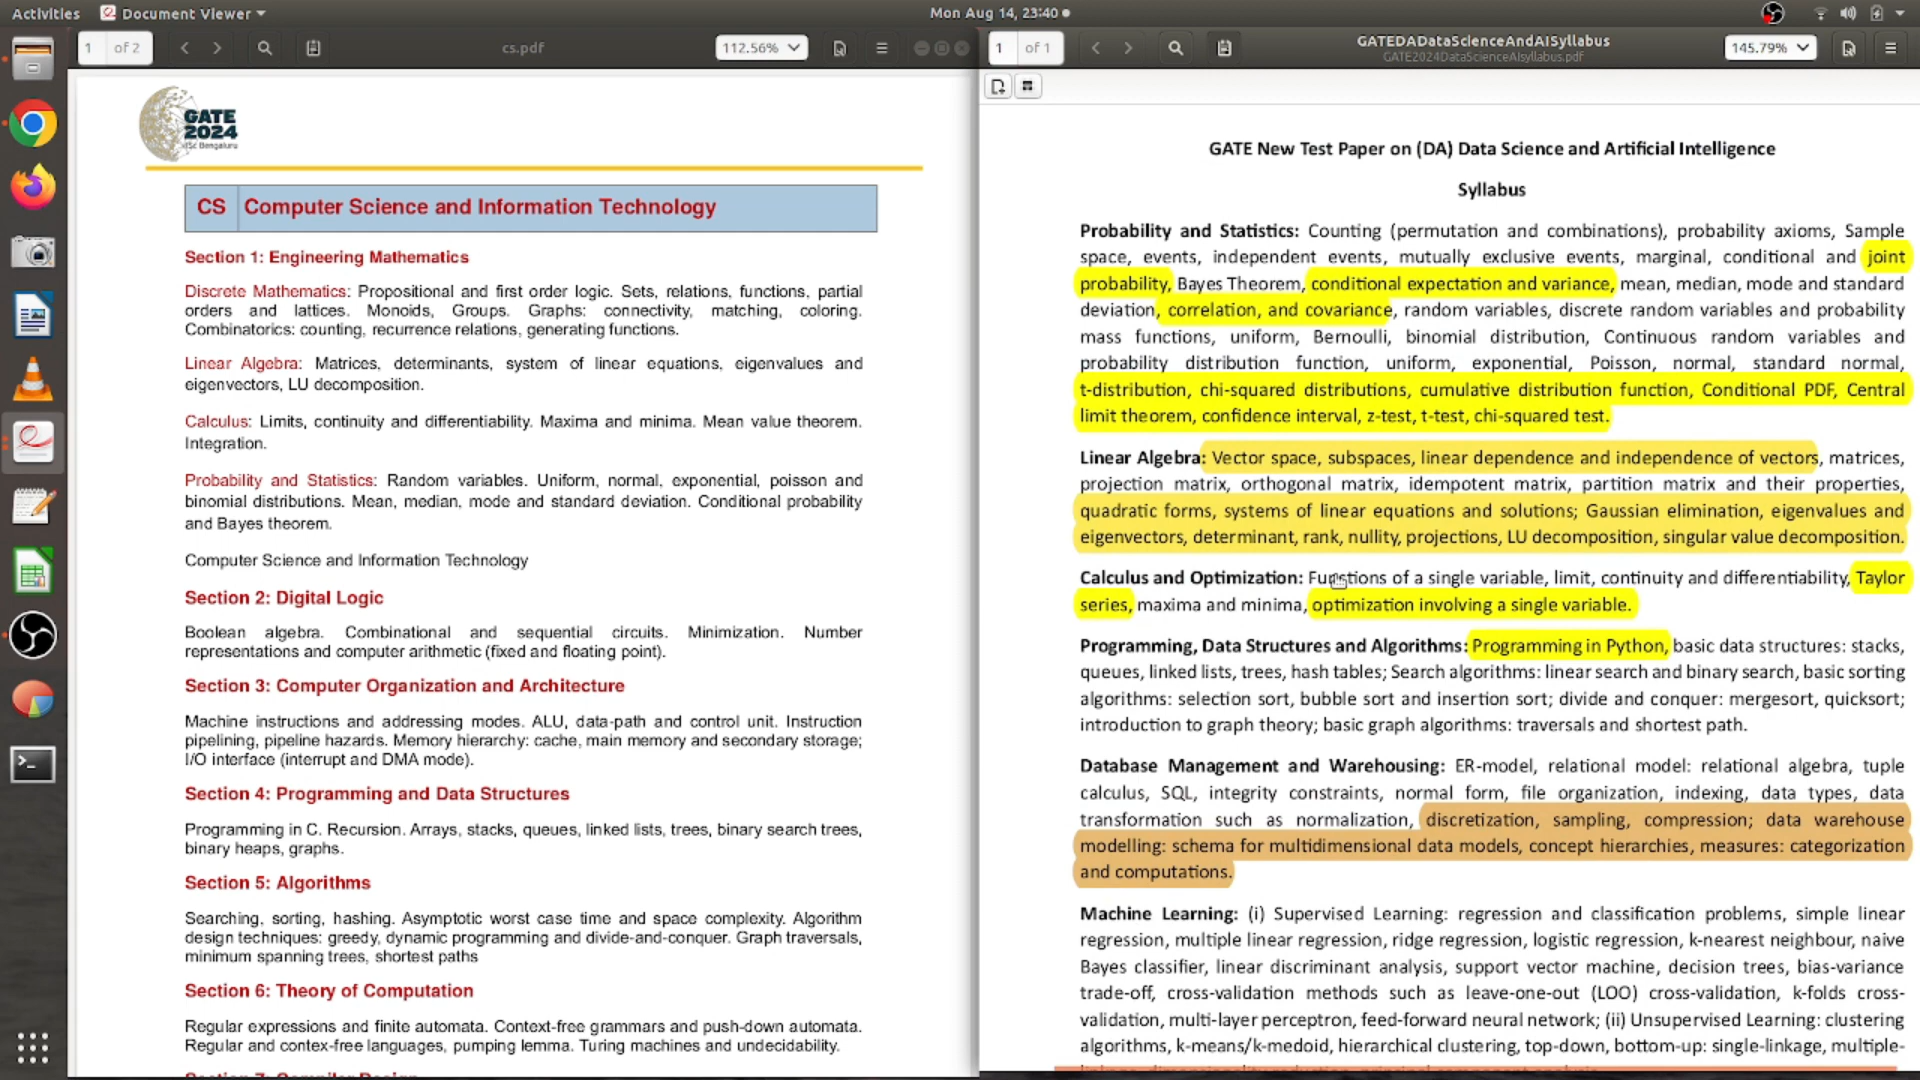 Activities
Document Viewer
Mon Aug 14, 23:40
1 of 2
cs.pdf
112.56%
GATE
2024
IISc Bengaluru
CS Computer Science and Information Technology
Section 1: Engineering Mathematics
Discrete Mathematics: Propositional and first order logic. Sets, relations, functions, partial
orders and lattices. Monoids, Groups. Graphs: connectivity, matching, coloring.
Combinatorics: counting, recurrence relations, generating functions.
Linear Algebra: Matrices, determinants, system of linear equations, eigenvalues and
eigenvectors, LU decomposition.
Calculus: Limits, continuity and differentiability. Maxima and minima. Mean value theorem.
Integration.
Probability and Statistics: Random variables. Uniform, normal, exponential, poisson and
binomial distributions. Mean, median, mode and standard deviation. Conditional probability
and Bayes theorem.
Computer Science and Information Technology
Section 2: Digital Logic
Boolean algebra. Combinational and sequential circuits. Minimization. Number
representations and computer arithmetic (fixed and floating point).
Section 3: Computer Organization and Architecture
Machine instructions and addressing modes. ALU, data-path and control unit. Instruction
pipelining, pipeline hazards. Memory hierarchy: cache, main memory and secondary storage;
I/O interface (interrupt and DMA mode).
Section 4: Programming and Data Structures
Programming in C. Recursion. Arrays, stacks, queues, linked lists, trees, binary search trees,
binary heaps, graphs.
Section 5: Algorithms
Searching, sorting, hashing. Asymptotic worst case time and space complexity. Algorithm
design techniques: greedy, dynamic programming and divide-and-conquer. Graph traversals,
minimum spanning trees, shortest paths
Section 6: Theory of Computation
Regular expressions and finite automata. Context-free grammars and push-down automata.
Regular and contex-free languages, pumping lemma. Turing machines and undecidability.
1 of 1
GATEDADataScienceAndAISyllabus
GATE2024DataScienceAIsyllabus.pdf
145.79%
GATE New Test Paper on (DA) Data Science and Artificial Intelligence
Syllabus
Probability and Statistics: Counting (permutation and combinations), probability axioms, Sample
space, events, independent events, mutually exclusive events, marginal, conditional and joint
probability, Bayes Theorem, conditional expectation and variance, mean, median, mode and standard
deviation, correlation, and covariance, random variables, discrete random variables and probability
mass functions, uniform, Bernoulli, binomial distribution, Continuous random variables and
probability distribution function, uniform, exponential, Poisson, normal, standard normal,
t-distribution, chi-squared distributions, cumulative distribution function, Conditional PDF, Central
limit theorem, confidence interval, z-test, t-test, chi-squared test.
Linear Algebra: Vector space, subspaces, linear dependence and independence of vectors, matrices,
projection matrix, orthogonal matrix, idempotent matrix, partition matrix and their properties,
quadratic forms, systems of linear equations and solutions; Gaussian elimination, eigenvalues and
eigenvectors, determinant, rank, nullity, projections, LU decomposition, singular value decomposition.
Calculus and Optimization: Functions of a single variable, limit, continuity and differentiability, Taylor
series, maxima and minima, optimization involving a single variable.
Programming, Data Structures and Algorithms: Programming in Python, basic data structures: stacks,
queues, linked lists, trees, hash tables; Search algorithms: linear search and binary search, basic sorting
algorithms: selection sort, bubble sort and insertion sort; divide and conquer: mergesort, quicksort;
introduction to graph theory; basic graph algorithms: traversals and shortest path.
Database Management and Warehousing: ER-model, relational model: relational algebra, tuple
calculus, SQL, integrity constraints, normal form, file organization, indexing, data types, data
transformation such as normalization, discretization, sampling, compression; data warehouse
modelling: schema for multidimensional data models, concept hierarchies, measures: categorization
and computations.
Machine Learning: (i) Supervised Learning: regression and classification problems, simple linear
regression, multiple linear regression, ridge regression, logistic regression, k-nearest neighbour, naive
Bayes classifier, linear discriminant analysis, support vector machine, decision trees, bias-variance
trade-off, cross-validation methods such as leave-one-out (LOO) cross-validation, k-folds cross-
validation, multi-layer perceptron, feed-forward neural network; (ii) Unsupervised Learning: clustering
algorithms, k-means/k-medoid, hierarchical clustering, top-down, bottom-up: single-linkage, multiple-